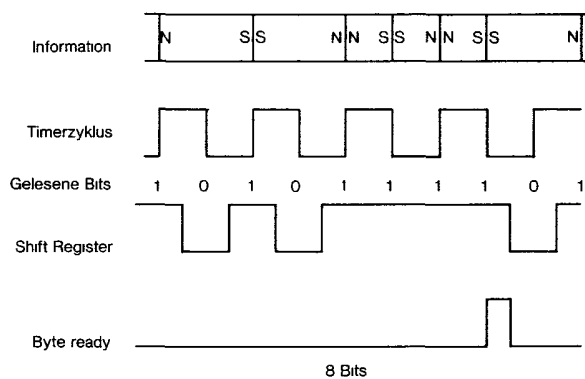 Information N S S N N S S N N S S N
Timerzyklus
Gelesene Bits 1 0 1 0 1 1 1 1 0 1
Shift Register
Byte ready
8 Bits